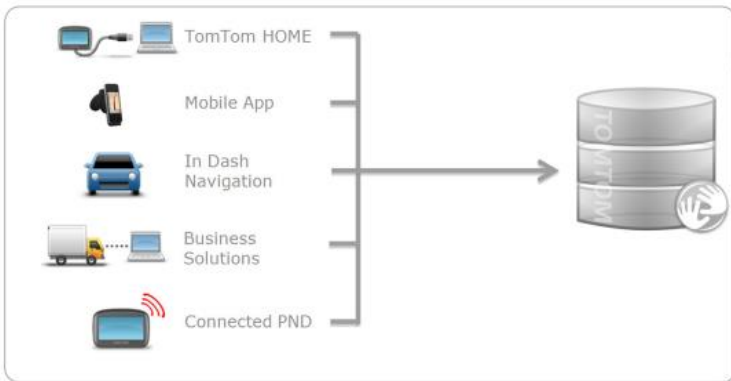 TomTom HOME
Mobile App
In Dash
Navigation
Business
Solutions
Connected PND
TOMTOM